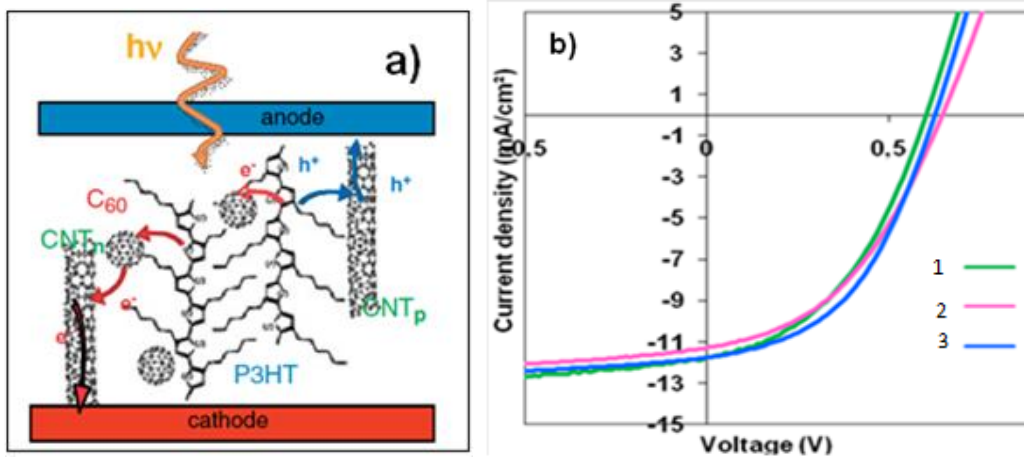 hν
a)
anode
e-
h+
h+
C60
CNTn
e-
e-
CNTp
P3HT
cathode
b)
Current density (mA/cm²)
5
3
1
-1
-3
-5
-7
-9
-11
-13
-15
0.5
0
0.5
Voltage (V)
1
2
3